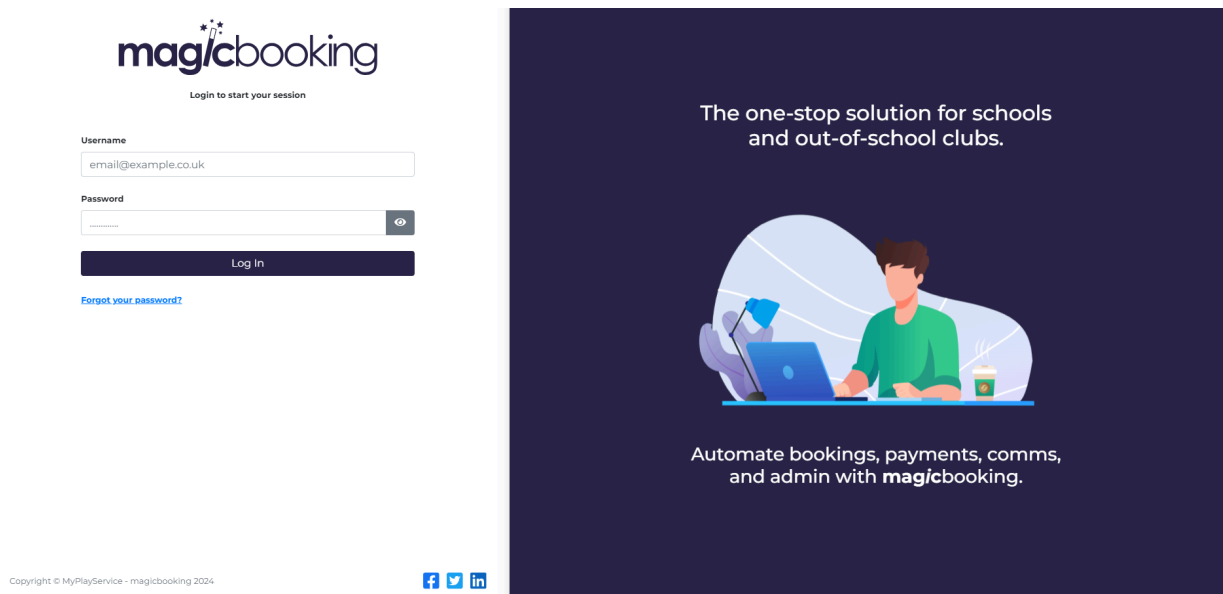 magicbooking
Login to start your session
Username
email@example.co.uk
Password
.............
Log In
Forgot your password?
Copyright © MyPlayService - magicbooking 2024
The one-stop solution for schools
and out-of-school clubs.
Automate bookings, payments, comms,
and admin with magicbooking.